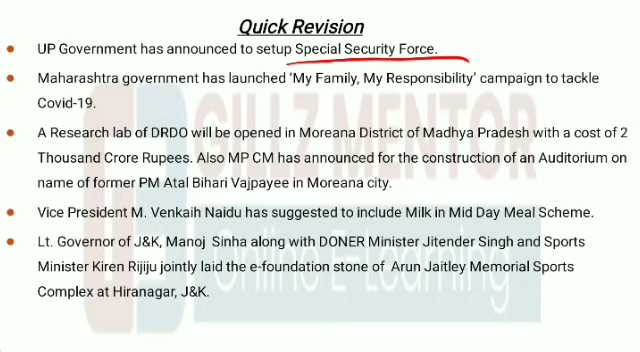 Quick Revision
UP Government has announced to setup Special Security Force.
Maharashtra government has launched ‘My Family, My Responsibility’ campaign to tackle
Covid-19.
A Research lab of DRDO will be opened in Moreana District of Madhya Pradesh with a cost of 2
Thousand Crore Rupees. Also MP CM has announced for the construction of an Auditorium on
name of former PM Atal Bihari Vajpayee in Moreana city.
Vice President M. Venkaih Naidu has suggested to include Milk in Mid Day Meal Scheme.
Lt. Governor of J&K, Manoj Sinha along with DONER Minister Jitender Singh and Sports
Minister Kiren Rijiju jointly laid the e-foundation stone of Arun Jaitley Memorial Sports
Complex at Hiranagar, J&K.
GILLZ MENTOR
Online E-Learning